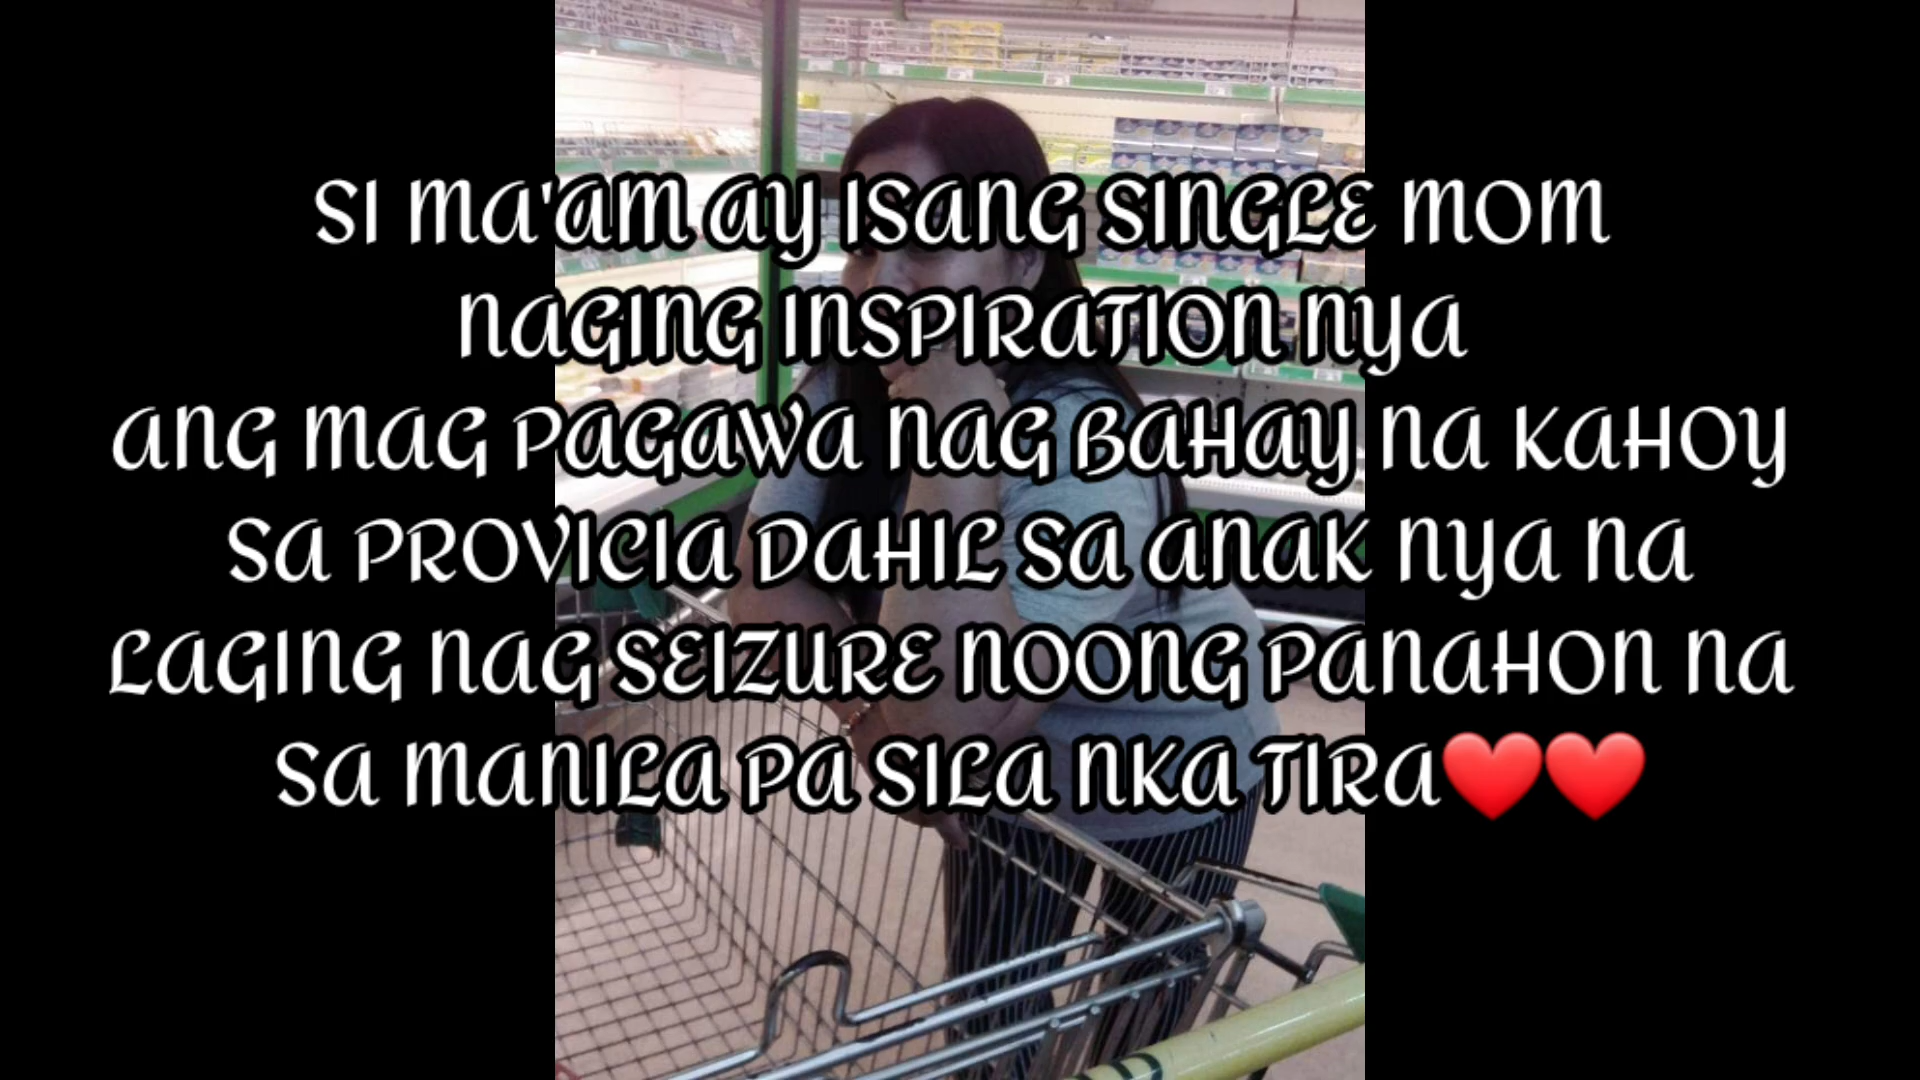 SI MA'AM AY ISANG SINGLE MOM
NAGING INSPIRATION NYA
ANG MAG PAGAWA NAG BAHAY NA KAHOY
SA PROVICIA DAHIL SA ANAK NYA NA
LAGING NAG SEIZURE NOONG PANAHON NA
SA MANILA PA SILA NKA TIRA❤️❤️